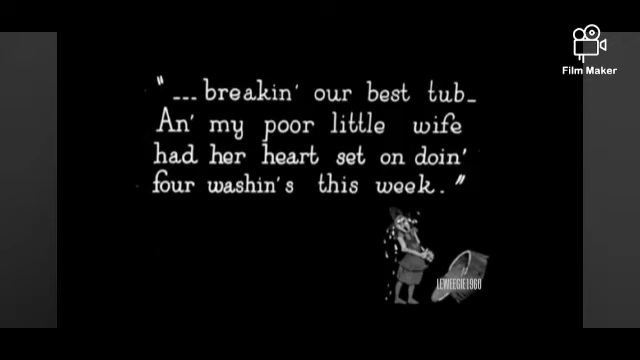 "... breakin' our best tub_
An' my poor little wife
had her heart set on doin'
four washin's this week."
LEWEEGIE1968
Film Maker